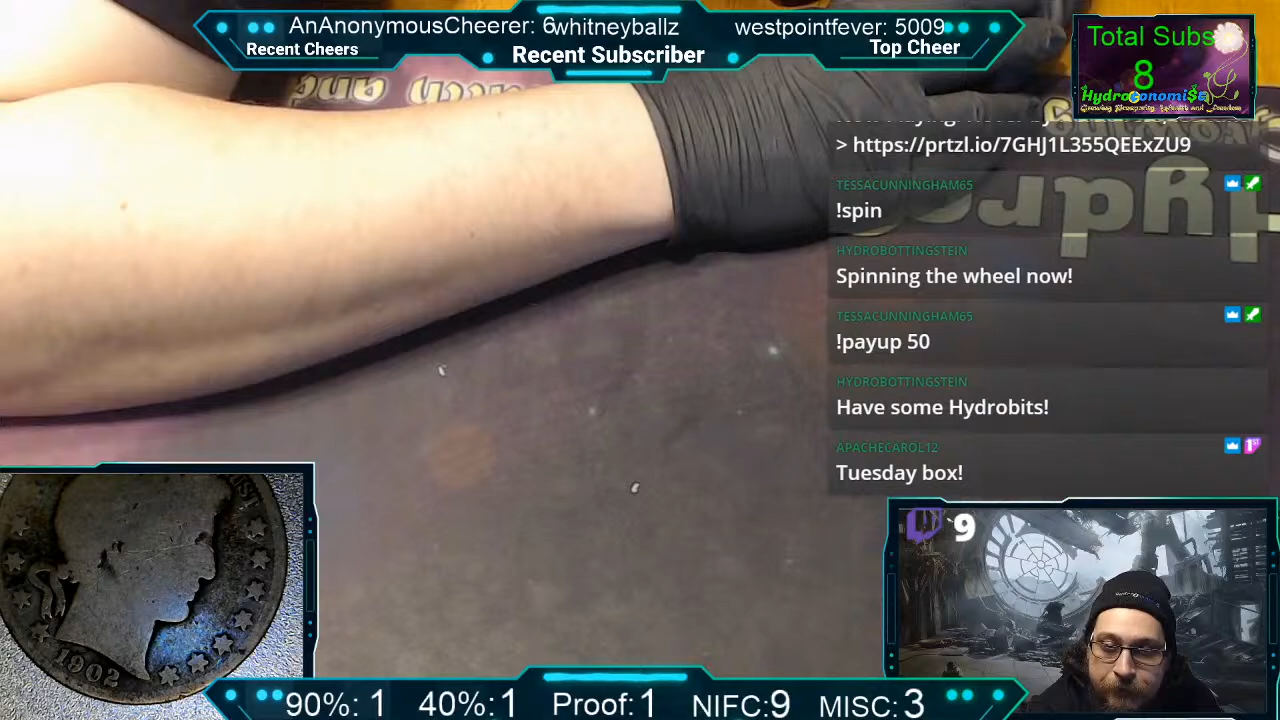 AnAnonymousCheerer: 6
Recent Cheers
whitneyballz
Recent Subscriber
westpointfever: 5009
Top Cheer
Total Subs
8
Hydroconomi$e
> https://prtzl.io/7GHJ1L355QEExZU9
TESSACUNNINGHAM65
!spin
HYDROBOTTINGSTEIN
Spinning the wheel now!
TESSACUNNINGHAM65
!payup 50
HYDROBOTTINGSTEIN
Have some Hydrobits!
APACHECAROL12
Tuesday box!
9
1902
90%: 1
40%:1
Proof:1
NIFC:9
MISC: 3